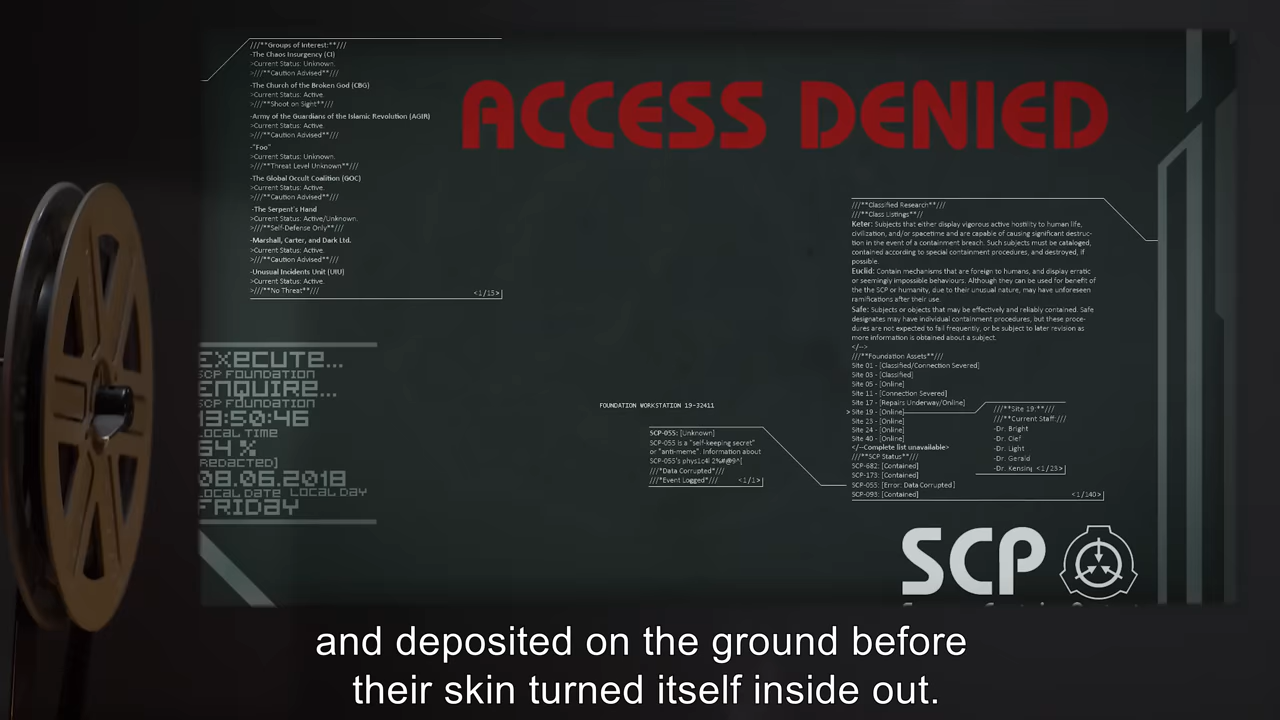 ///**Groups of Interest:**///
-The Chaos Insurgency (CI)
>Current Status: Unknown.
>///**Caution Advised**///
-The Church of the Broken God (CBG)
>Current Status: Active.
>///**Shoot on Sight**///
-Army of the Guardians of the Islamic Revolution (AGIR)
>Current Status: Active.
>///**Caution Advised**///
-"Foo"
>Current Status: Unknown.
>///**Threat Level Unknown**///
-The Global Occult Coalition (GOC)
>Current Status: Active.
>///**Caution Advised**///
-The Serpent's Hand
>Current Status: Active/Unknown.
>///**Self-Defense Only**///
-Marshall, Carter, and Dark Ltd.
>Current Status: Active
>///**Caution Advised**///
-Unusual Incidents Unit (UIU)
>Current Status: Active.
>///**No Threat**///
<1/15>
ACCESS DENIED
///**Classified Research**///
///**Class Listings**//
Keter: Subjects that either display vigorous active hostility to human life,
civilization, and/or spacetime and are capable of causing significant destruc-
tion in the event of a containment breach. Such subjects must be cataloged,
contained according to special containment procedures, and destroyed, if
possible.
Euclid: Contain mechanisms that are foreign to humans, and display erratic
or seemingly impossible behaviours. Although they can be used for benefit of
the the SCP or humanity, due to their unusual nature, may have unforeseen
ramifications after their use.
Safe: Subjects or objects that may be effectively and reliably contained. Safe
designates may have individual containment procedures, but these proce-
dures are not expected to fail frequently, or be subject to later revision as
more information is obtained about a subject.
</-->
///**Foundation Assets**///
Site 01 - [Classified/Connection Severed]
Site 03 - [Classified]
Site 05 - [Online]
Site 11 - [Connection Severed]
Site 17 - [Repairs Underway/Online]
> Site 19 - [Online]
Site 23 - [Online]
Site 24 - [Online]
Site 40 - [Online]
</--Complete list unavailable>
///**SCP Status**///
SCP-682: [Contained]
SCP-173: [Contained]
SCP-055: [Error: Data Corrupted]
SCP-093: [Contained]
<1/140>
///**Site 19:**///
///**Current Staff:///
-Dr. Bright
-Dr. Clef
-Dr. Light
-Dr. Gerald
-Dr. Kensin <1/25>
EXECUTE...
SCP FOUNDATION
ENQUIRE...
SCP FOUNDATION
13:50:46
LOCAL TIME
64 %
[REDACTED]
08.06.2018
LOCAL DATE LOCAL DAY
FRIDAY
FOUNDATION WORKSTATION 19-32411
SCP-055: [Unknown]
SCP-055 is a "self-keeping secret"
or "anti-meme". Information about
SCP-055's phys1c4l 2%#@9^[
///*Data Corrupted*///
///*Event Logged*/// <1/1>
SCP
and deposited on the ground before
their skin turned itself inside out.